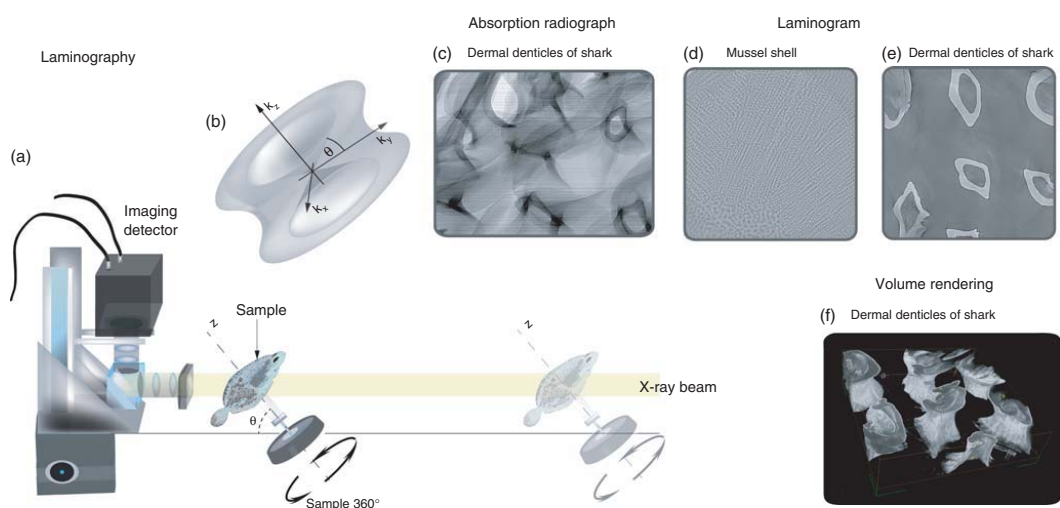 Laminography
Absorption radiograph
Laminogram
(a)
Imaging
detector
z
Sample
θ
Sample 360°
z
X-ray beam
(b)
kz
ky
θ
kx
(c) Dermal denticles of shark
(d) Mussel shell
(e) Dermal denticles of shark
Volume rendering
(f) Dermal denticles of shark